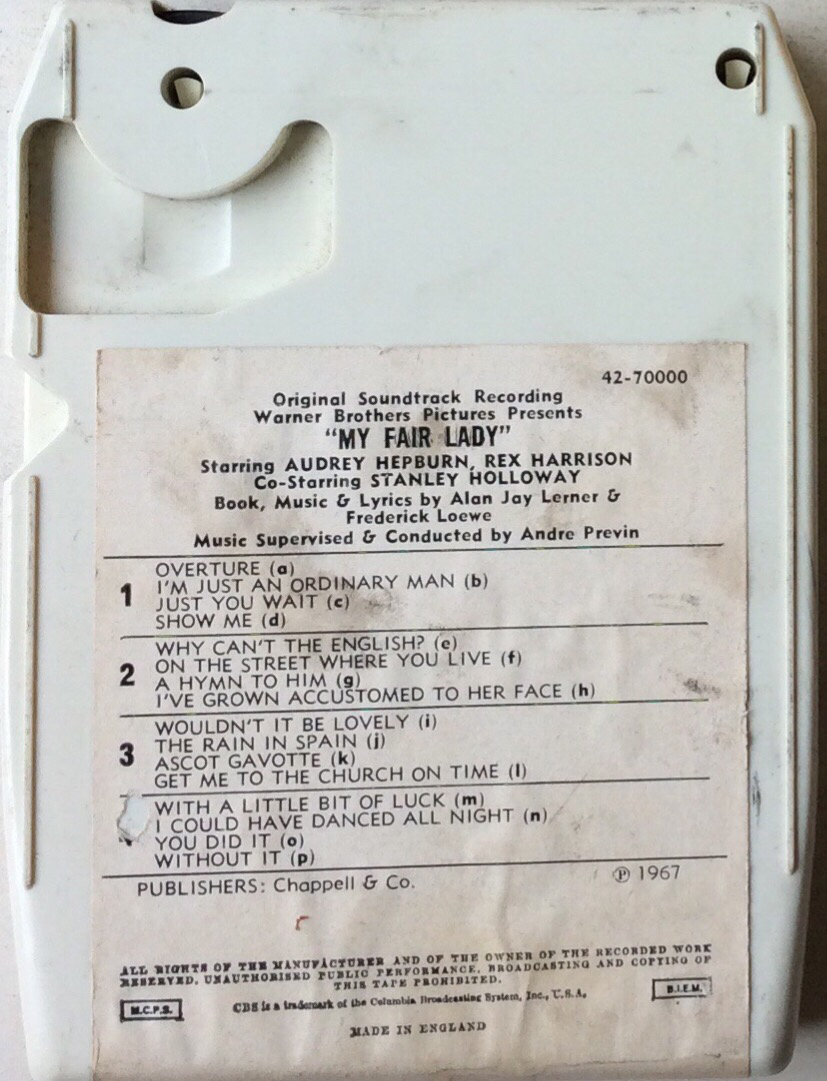 42-70000
Original Soundtrack Recording
Warner Brothers Pictures Presents
"MY FAIR LADY"
Starring AUDREY HEPBURN, REX HARRISON
Co-Starring STANLEY HOLLOWAY
Book, Music & Lyrics by Alan Jay Lerner &
Frederick Loewe
Music Supervised & Conducted by Andre Previn
1
OVERTURE (a)
I'M JUST AN ORDINARY MAN (b)
JUST YOU WAIT (c)
SHOW ME (d)
2
WHY CAN'T THE ENGLISH? (e)
ON THE STREET WHERE YOU LIVE (f)
A HYMN TO HIM (g)
I'VE GROWN ACCUSTOMED TO HER FACE (h)
3
WOULDN'T IT BE LOVELY (i)
THE RAIN IN SPAIN (j)
ASCOT GAVOTTE (k)
GET ME TO THE CHURCH ON TIME (l)
WITH A LITTLE BIT OF LUCK (m)
I COULD HAVE DANCED ALL NIGHT (n)
YOU DID IT (o)
WITHOUT IT (p)
PUBLISHERS: Chappell & Co.
℗ 1967
ALL RIGHTS OF THE MANUFACTURER AND OF THE OWNER OF THE RECORDED WORK
RESERVED. UNAUTHORISED PUBLIC PERFORMANCE, BROADCASTING AND COPYING OF
THIS TAPE PROHIBITED.
M.C.P.S.
CBS is a trademark of the Columbia Broadcasting System, Inc., U.S.A.
B.I.E.M.
MADE IN ENGLAND